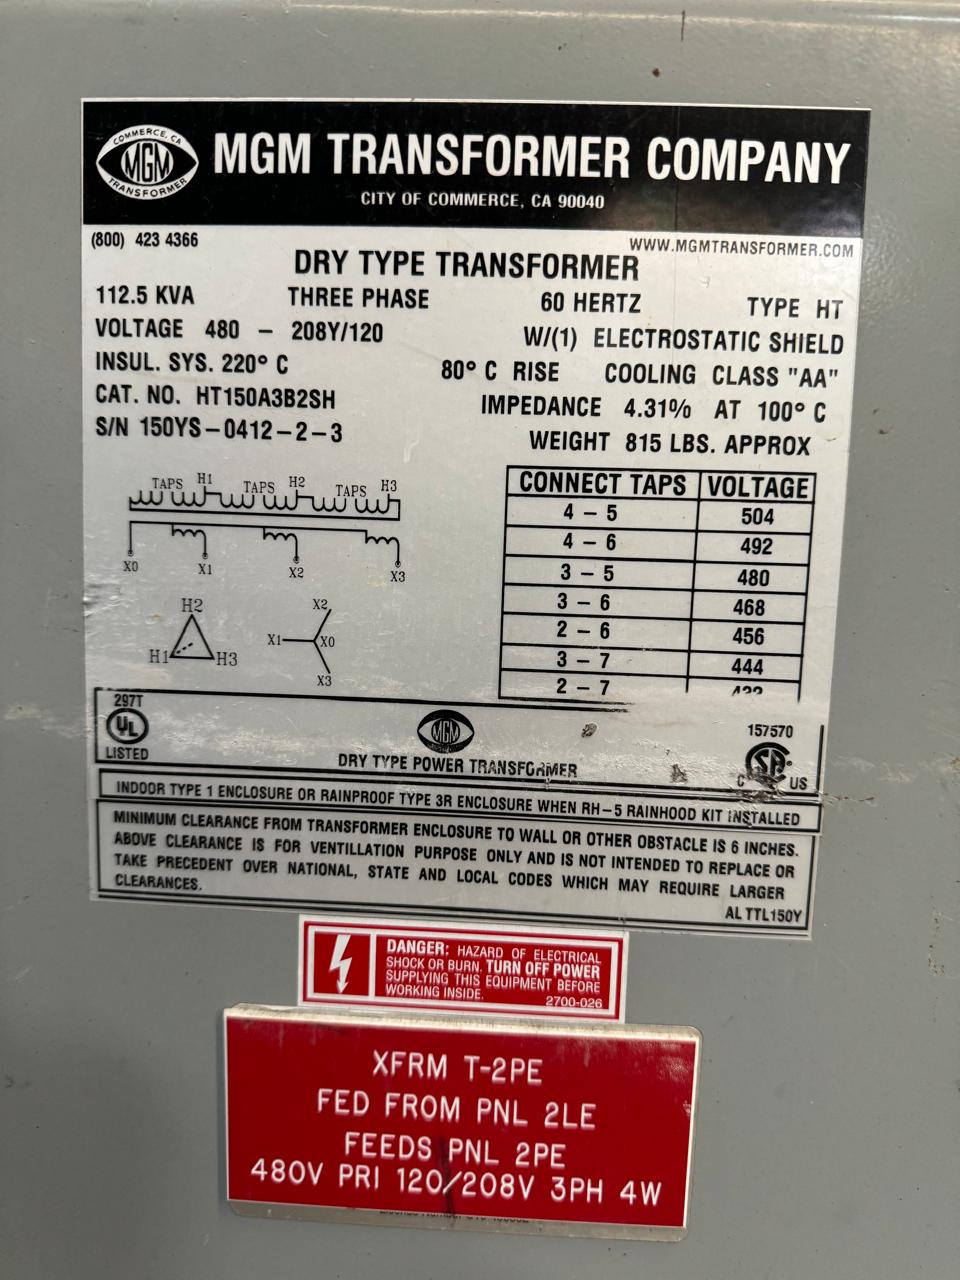 COMMERCE, CA
MGM
TRANSFORMER
MGM TRANSFORMER COMPANY
CITY OF COMMERCE, CA 90040
(800) 423 4366
WWW.MGMTRANSFORMER.COM
DRY TYPE TRANSFORMER
112.5 KVA THREE PHASE 60 HERTZ TYPE HT
VOLTAGE 480 – 208Y/120 W/(1) ELECTROSTATIC SHIELD
INSUL. SYS. 220° C 80° C RISE COOLING CLASS "AA"
CAT. NO. HT150A3B2SH IMPEDANCE 4.31% AT 100° C
S/N 150YS-0412-2-3 WEIGHT 815 LBS. APPROX
TAPS H1 TAPS H2 TAPS H3
X0 X1 X2 X3
H2
H1 H3
X2
X1 X0
X3
CONNECT TAPS VOLTAGE
4 – 5 504
4 – 6 492
3 – 5 480
3 – 6 468
2 – 6 456
3 – 7 444
2 – 7
297T
UL
LISTED
MGM
DRY TYPE POWER TRANSFORMER
157570
C SA US
INDOOR TYPE 1 ENCLOSURE OR RAINPROOF TYPE 3R ENCLOSURE WHEN RH-5 RAINHOOD KIT INSTALLED
MINIMUM CLEARANCE FROM TRANSFORMER ENCLOSURE TO WALL OR OTHER OBSTACLE IS 6 INCHES.
ABOVE CLEARANCE IS FOR VENTILLATION PURPOSE ONLY AND IS NOT INTENDED TO REPLACE OR
TAKE PRECEDENT OVER NATIONAL, STATE AND LOCAL CODES WHICH MAY REQUIRE LARGER
CLEARANCES.
AL TTL150Y
DANGER: HAZARD OF ELECTRICAL
SHOCK OR BURN. TURN OFF POWER
SUPPLYING THIS EQUIPMENT BEFORE
WORKING INSIDE. 2700-026
XFRM T-2PE
FED FROM PNL 2LE
FEEDS PNL 2PE
480V PRI 120/208V 3PH 4W